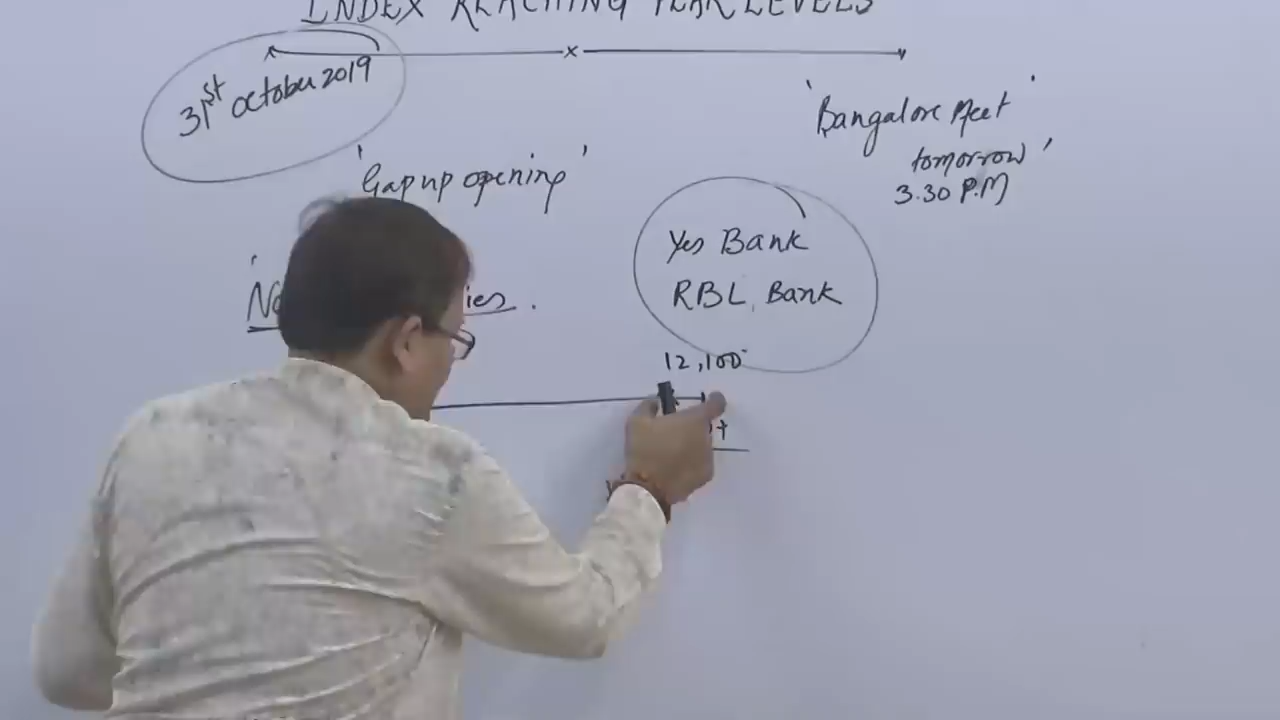 INDEX REACHING PEAK LEVELS
31st October 2019
'Bangalore Meet
tomorrow'
3.30 P.M
'Gap up opening'
Yes Bank
RBL Bank
12,100